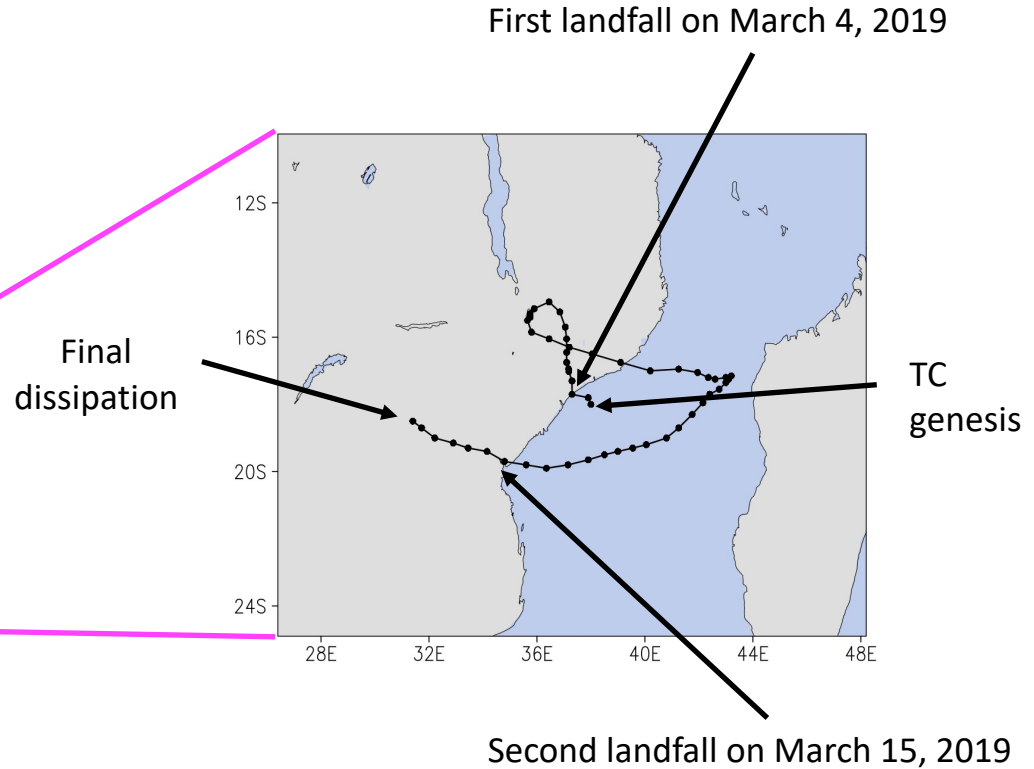 First landfall on March 4, 2019
12S
16S
20S
24S
28E
32E
36E
40E
44E
48E
Final
dissipation
TC
genesis
Second landfall on March 15, 2019